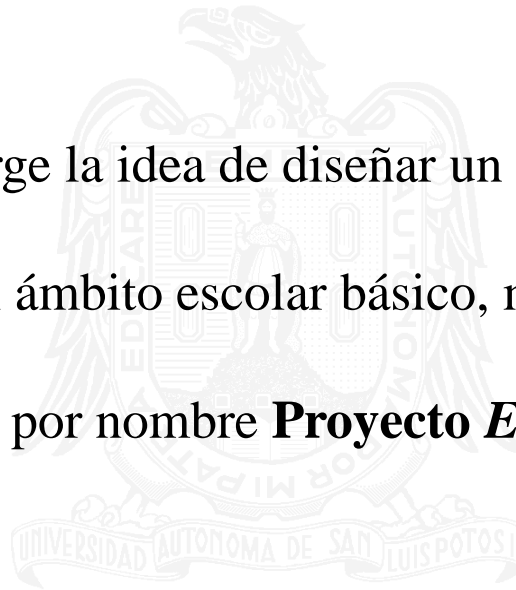 rge la idea de diseñar un
ámbito escolar básico,
por nombre Proyecto E
UNIVERSIDAD AUTONOMA DE SAN LUIS POTOSI